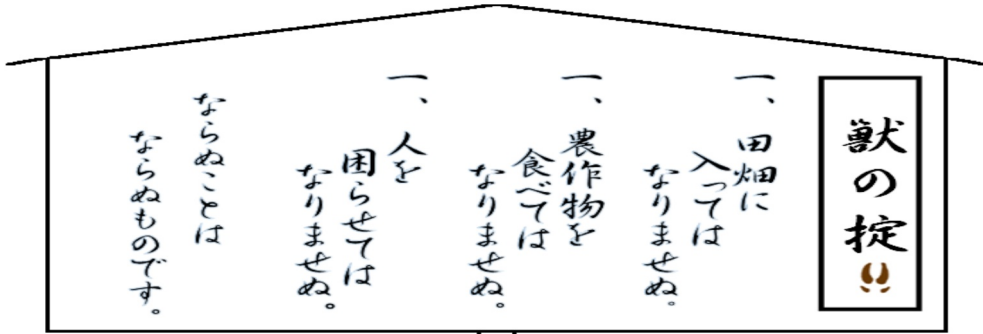 獣の掟
一、田畑に
入っては
なりませぬ。
一、農作物を
食べては
なりませぬ。
一、人を
困らせては
なりませぬ。
ならぬことは
ならぬものです。